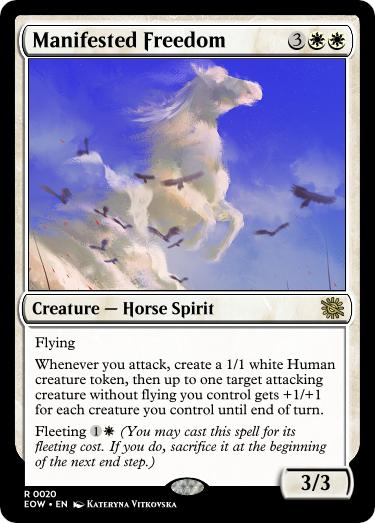 Manifested Freedom 3
Creature — Horse Spirit
Flying
Whenever you attack, create a 1/1 white Human
creature token, then up to one target attacking
creature without flying you control gets +1/+1
for each creature you control until end of turn.
Fleeting 1 (You may cast this spell for its
fleeting cost. If you do, sacrifice it at the beginning
of the next end step.)
3/3
R 0020
EOW • EN Kateryna Vitkovska